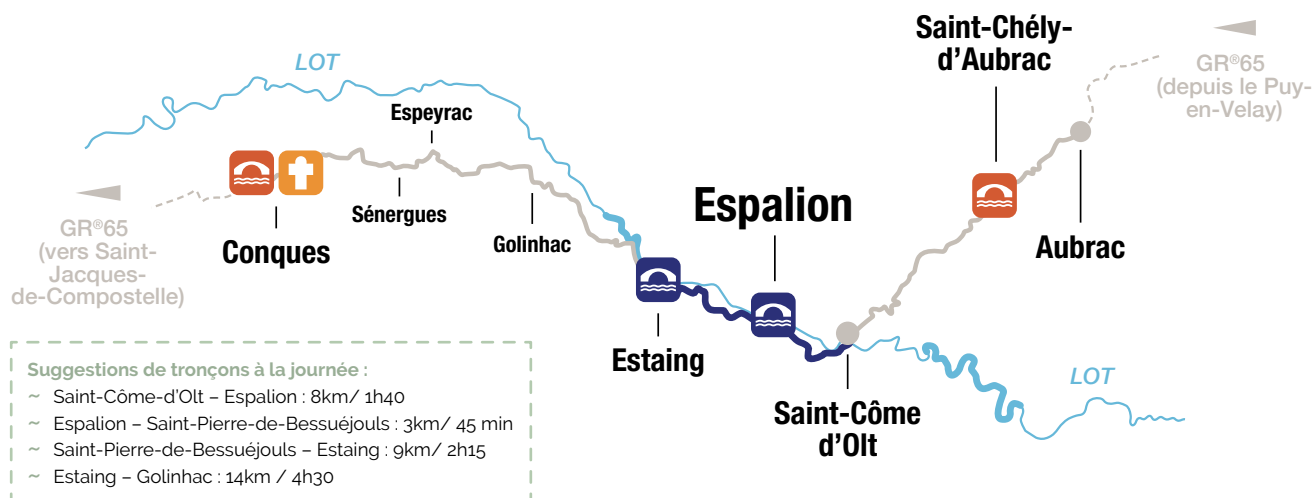 LOT
Saint-Chély-
d'Aubrac
GR®65
(depuis le Puy-
en-Velay)
Espeyrac
Sénergues
Golinhac
Espalion
Aubrac
Conques
GR®65
(vers Saint-
Jacques-
de-Compostelle)
Estaing
LOT
Saint-Côme
d'Olt
Suggestions de tronçons à la journée :
~ Saint-Côme-d'Olt – Espalion : 8km/ 1h40
~ Espalion – Saint-Pierre-de-Bessuéjouls : 3km/ 45 min
~ Saint-Pierre-de-Bessuéjouls – Estaing : 9km/ 2h15
~ Estaing – Golinhac : 14km / 4h30